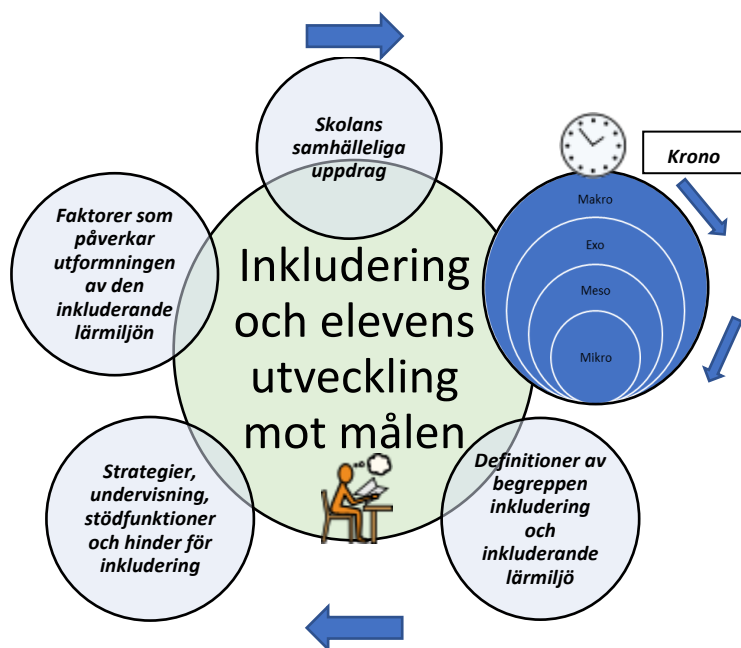 Skolans
samhälleliga
uppdrag
Krono
Makro
Exo
Meso
Mikro
Faktorer som
påverkar
utformningen
av den
inkluderande
lärmiljön
Inkludering
och elevens
utveckling
mot målen
Strategier,
undervisning,
stödfunktioner
och hinder för
inkludering
Definitioner av
begreppen
inkludering
och
inkluderande
lärmiljö